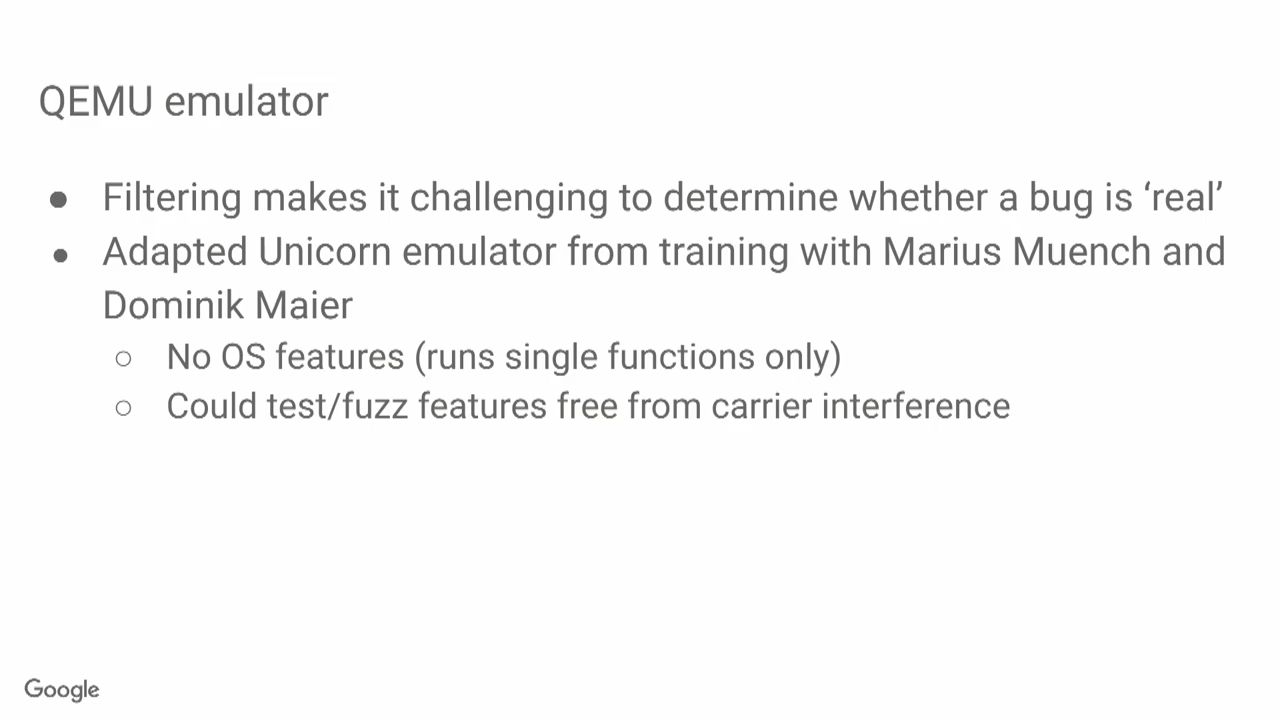 QEMU emulator
● Filtering makes it challenging to determine whether a bug is ‘real’
● Adapted Unicorn emulator from training with Marius Muench and
Dominik Maier
○ No OS features (runs single functions only)
○ Could test/fuzz features free from carrier interference
Google